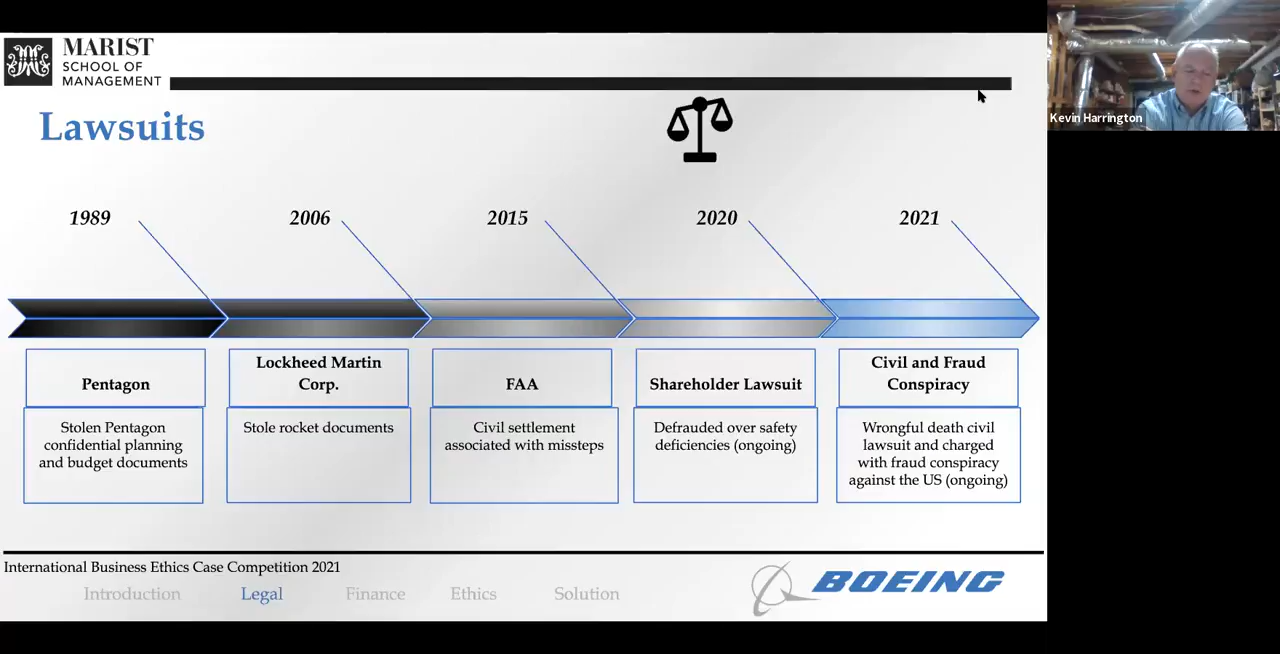 MARIST
SCHOOL OF
MANAGEMENT
Kevin Harrington
Lawsuits
1989
2006
2015
2020
2021
Pentagon
Stolen Pentagon
confidential planning
and budget documents
Lockheed Martin
Corp.
Stole rocket documents
FAA
Civil settlement
associated with missteps
Shareholder Lawsuit
Defrauded over safety
deficiencies (ongoing)
Civil and Fraud
Conspiracy
Wrongful death civil
lawsuit and charged
with fraud conspiracy
against the US (ongoing)
International Business Ethics Case Competition 2021
Introduction Legal Finance Ethics Solution
BOEING